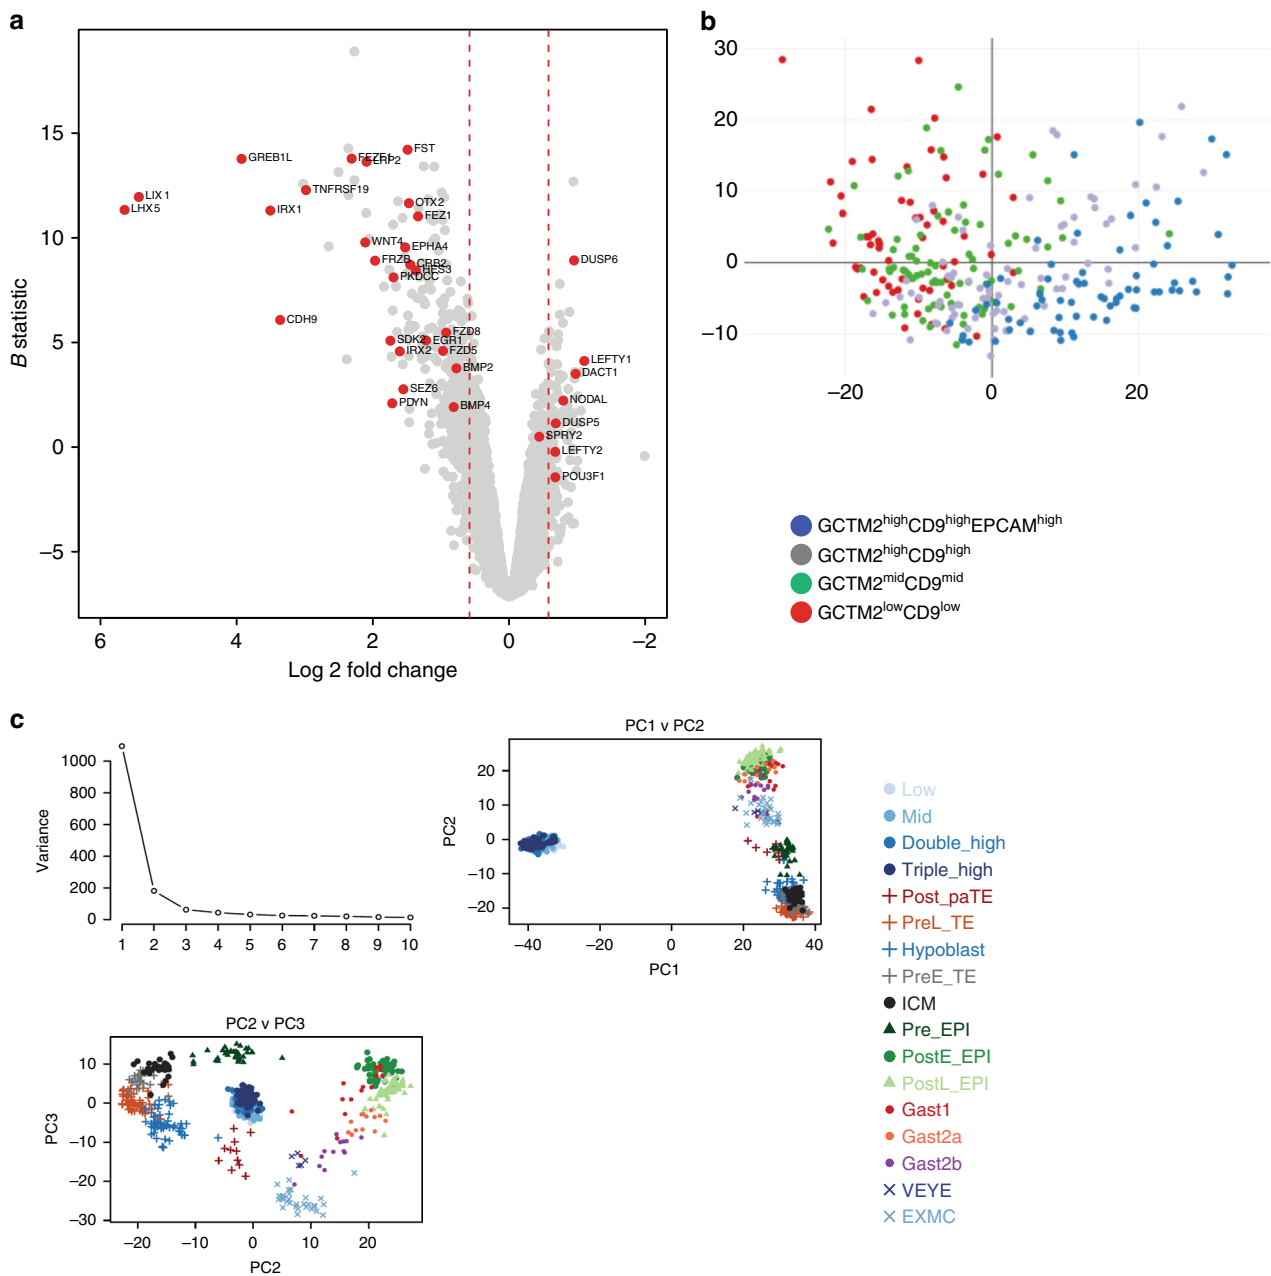 a
15
10
5
0
−5
B statistic
6
4
2
0
−2
Log 2 fold change
GREB1L
LIX1
LHX5
IRX1
TNFRSF19
LRP2
FST
OTX2
FEZ1
WNT4
EPHA4
FRZB
CRB2
HES3
PKDCC
CDH9
SDK2
EGR1
FZD8
IRX2
FZD5
BMP2
SEZ6
PDYN
BMP4
DUSP6
LEFTY1
DACT1
NODAL
DUSP5
SPRY2
LEFTY2
POU3F1
b
30
20
10
0
−10
−20
0
20
GCTM2highCD9highEPCAMhigh
GCTM2highCD9high
GCTM2midCD9mid
GCTM2lowCD9low
c
Variance
1000
800
600
400
200
0
1 2 3 4 5 6 7 8 9 10
PC1 v PC2
PC2
20
10
0
−10
−20
−40 −20 0 20 40
PC1
PC2 v PC3
PC3
10
0
−10
−20
−30
−20 −10 0 10 20
PC2
Low
Mid
Double_high
Triple_high
Post_paTE
PreL_TE
Hypoblast
PreE_TE
ICM
Pre_EPI
PostE_EPI
PostL_EPI
Gast1
Gast2a
Gast2b
VEYE
EXMC